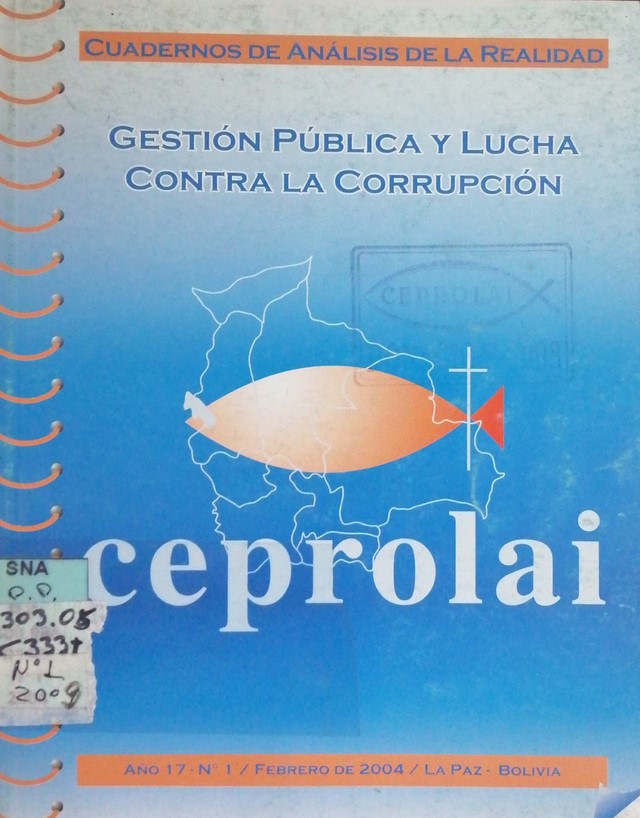 CUADERNOS DE ANÁLISIS DE LA REALIDAD
GESTIÓN PÚBLICA Y LUCHA
CONTRA LA CORRUPCIÓN
CEPROLAI
ceprolai
SNA
303.05
N°1
2009
AÑO 17 - N° 1 / FEBRERO DE 2004 / LA PAZ - BOLIVIA